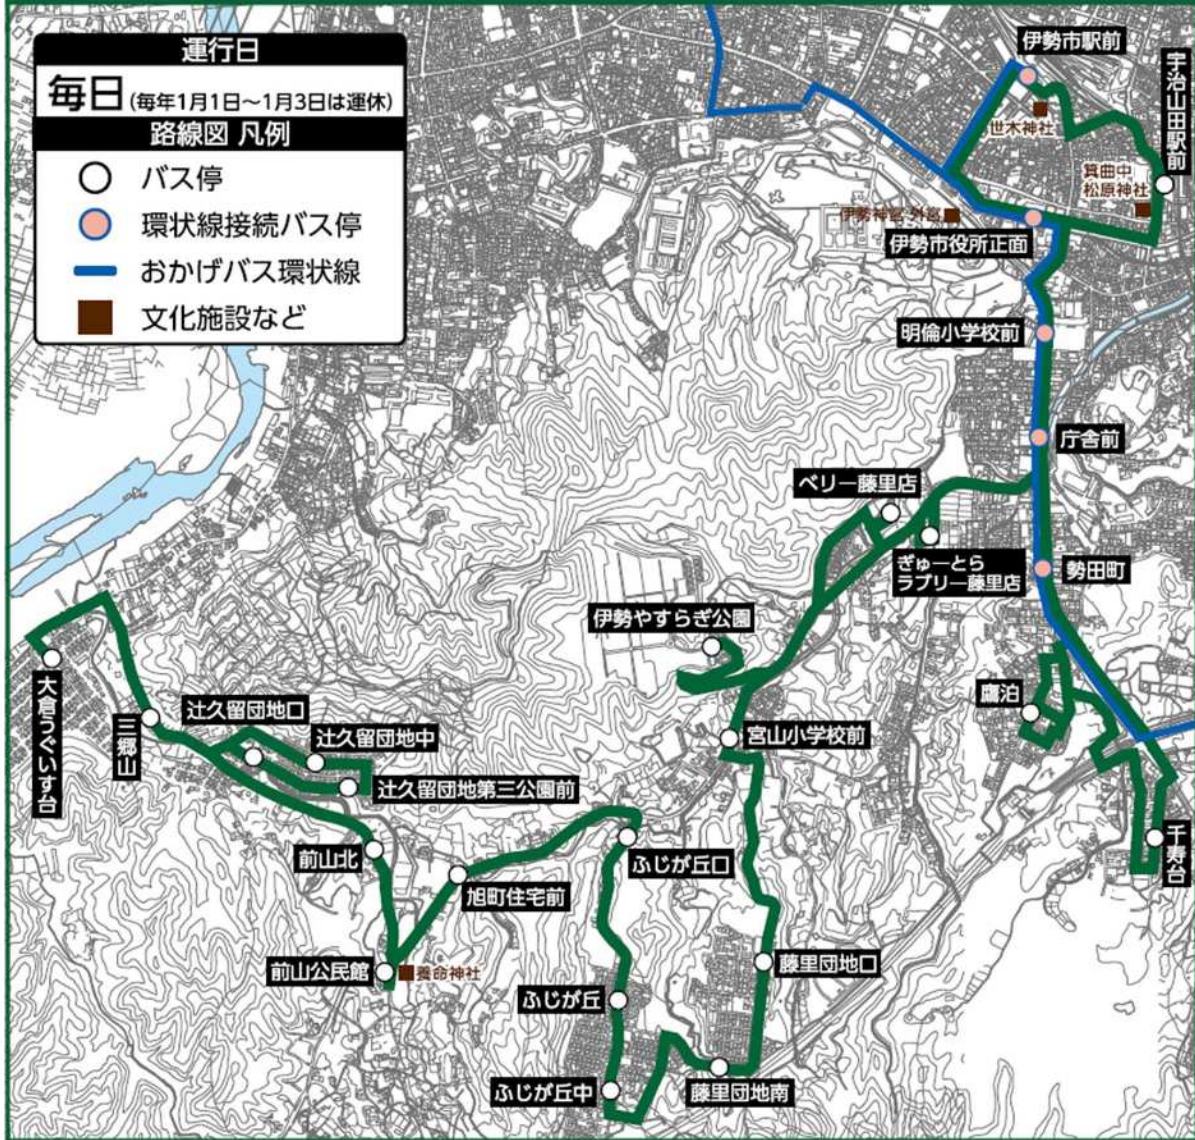 運行日
毎日(毎年1月1日～1月3日は運休)
路線図 凡例
バス停
環状線接続バス停
おかげバス環状線
文化施設など
伊勢市駅前
世木神社
宇治山田駅前
箕曲中
松原神社
伊勢神宮 外宮
伊勢市役所正面
明倫小学校前
庁舎前
ベリー藤里店
ぎゅーとら
ラブリー藤里店
勢田町
伊勢やすらぎ公園
鷹泊
大倉うぐいす台
三郷山
辻久留団地口
辻久留団地中
宮山小学校前
辻久留団地第三公園前
千寿台
前山北
ふじが丘口
旭町住宅前
前山公民館
養命神社
藤里団地口
ふじが丘
ふじが丘中
藤里団地南